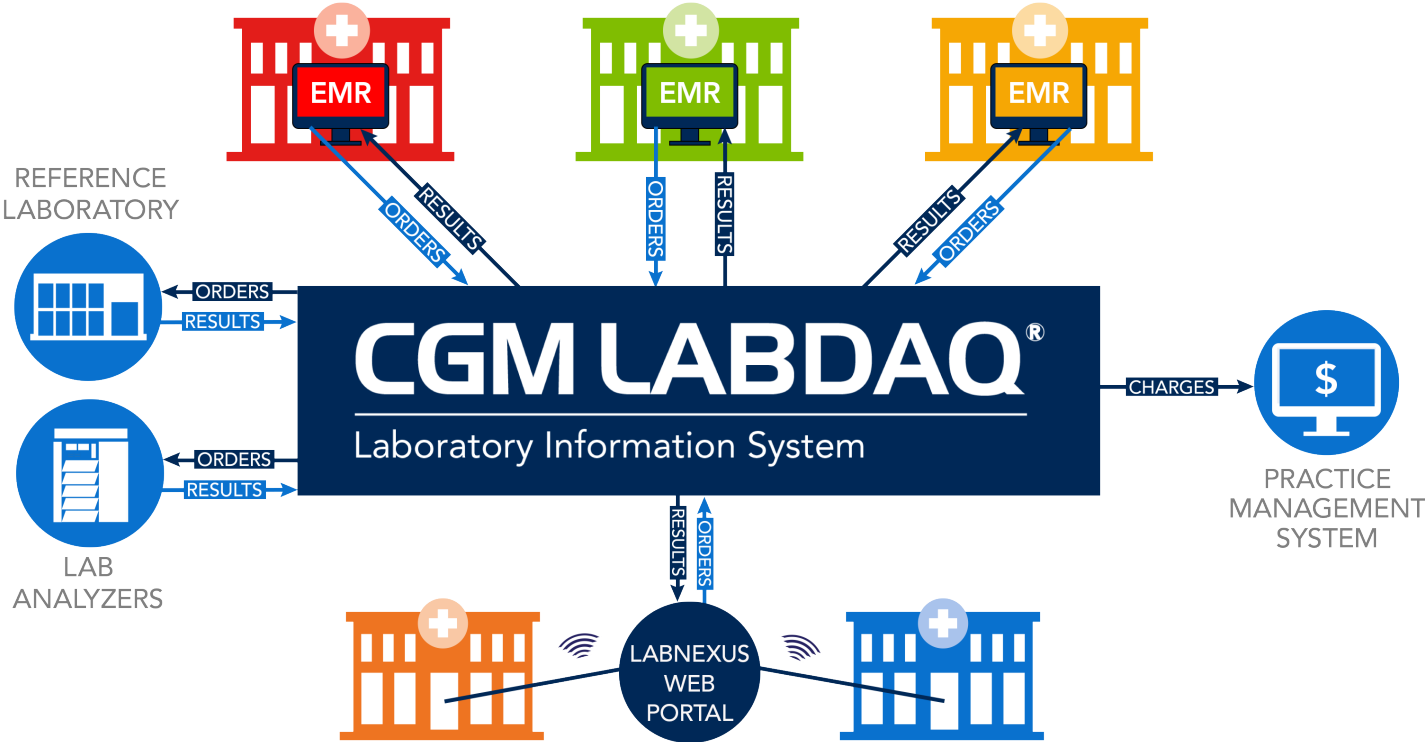 EMR
EMR
EMR
REFERENCE
LABORATORY
ORDERS
RESULTS
ORDERS
RESULTS
RESULTS
ORDERS
ORDERS
RESULTS
CGM LABDAQ®
Laboratory Information System
CHARGES
$
PRACTICE
MANAGEMENT
SYSTEM
ORDERS
RESULTS
LAB
ANALYZERS
RESULTS
ORDERS
LABNEXUS
WEB
PORTAL